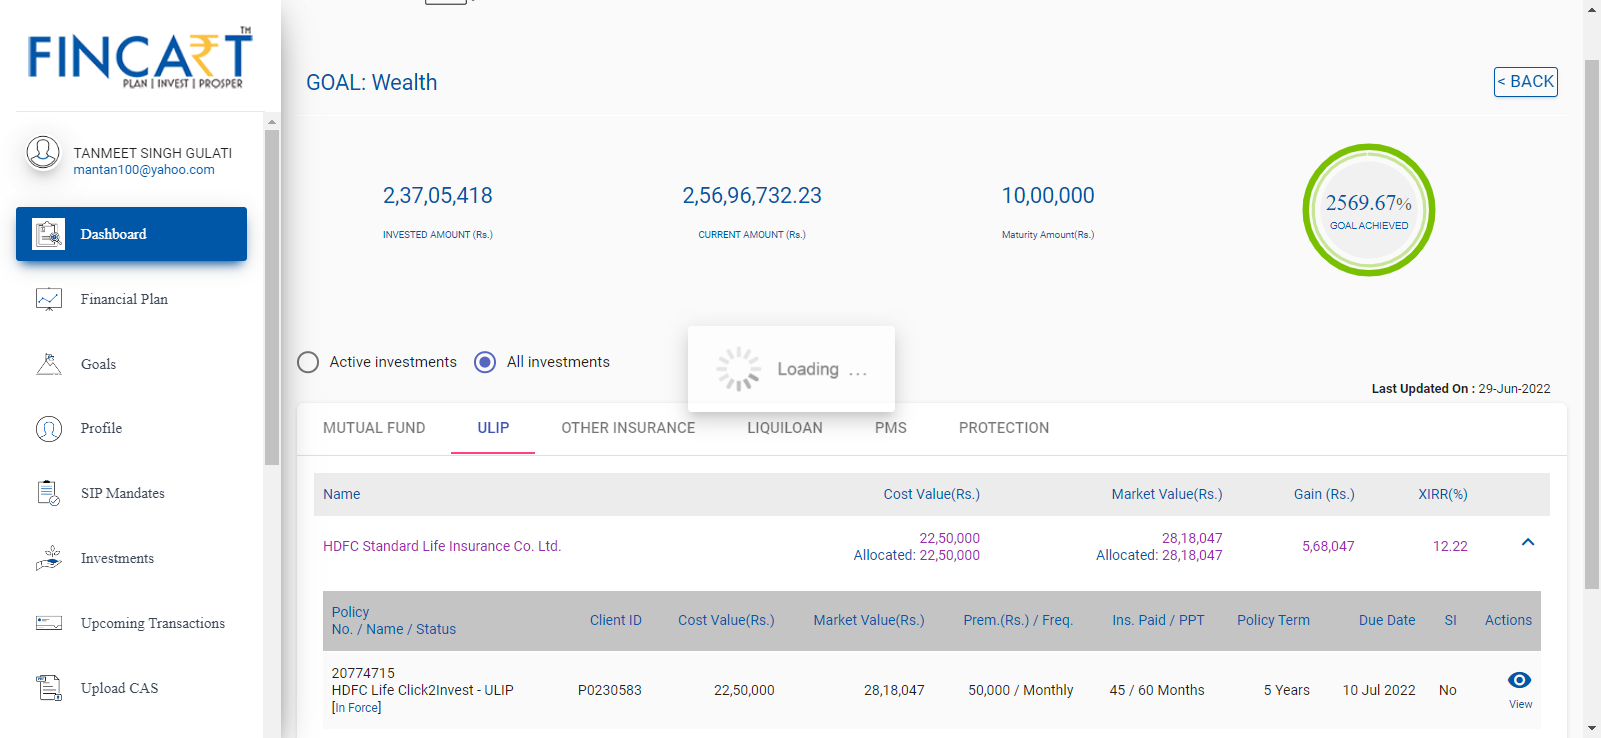 FINCART TM
PLAN | INVEST | PROSPER
TANMEET SINGH GULATI
mantan100@yahoo.com
Dashboard
Financial Plan
Goals
Profile
SIP Mandates
Investments
Upcoming Transactions
Upload CAS
GOAL: Wealth
< BACK
2,37,05,418
INVESTED AMOUNT (Rs.)
2,56,96,732.23
CURRENT AMOUNT (Rs.)
10,00,000
Maturity Amount(Rs.)
2569.67%
GOAL ACHIEVED
Active investments
All investments
Loading ...
Last Updated On : 29-Jun-2022
MUTUAL FUND ULIP OTHER INSURANCE LIQUILOAN PMS PROTECTION
Name Cost Value(Rs.) Market Value(Rs.) Gain (Rs.) XIRR(%)
HDFC Standard Life Insurance Co. Ltd. 22,50,000 28,18,047 5,68,047 12.22
Allocated: 22,50,000 Allocated: 28,18,047
Policy
No. / Name / Status Client ID Cost Value(Rs.) Market Value(Rs.) Prem.(Rs.) / Freq. Ins. Paid / PPT Policy Term Due Date SI Actions
20774715
HDFC Life Click2Invest - ULIP P0230583 22,50,000 28,18,047 50,000 / Monthly 45 / 60 Months 5 Years 10 Jul 2022 No
[In Force] View